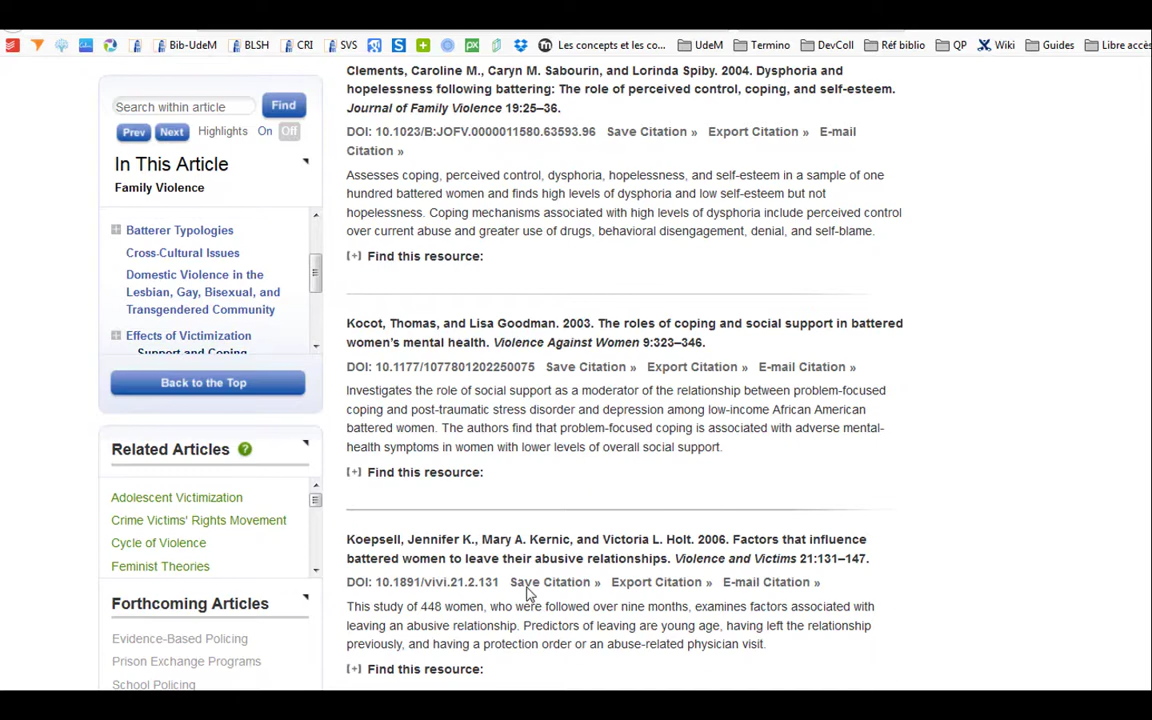 Bib-UdeM BLSH CRI SVS Les concepts et les co... UdeM Termino DevColl Réf biblio QP Wiki Guides Libre accès
Search within article Find
Prev Next Highlights On Off
In This Article
Family Violence
Batterer Typologies
Cross-Cultural Issues
Domestic Violence in the
Lesbian, Gay, Bisexual, and
Transgendered Community
Effects of Victimization
Support and Coping
Back to the Top
Related Articles ?
Adolescent Victimization
Crime Victims' Rights Movement
Cycle of Violence
Feminist Theories
Forthcoming Articles
Evidence-Based Policing
Prison Exchange Programs
School Policing
Clements, Caroline M., Caryn M. Sabourin, and Lorinda Spiby. 2004. Dysphoria and
hopelessness following battering: The role of perceived control, coping, and self-esteem.
Journal of Family Violence 19:25–36.
DOI: 10.1023/B:JOFV.0000011580.63593.96 Save Citation » Export Citation » E-mail
Citation »
Assesses coping, perceived control, dysphoria, hopelessness, and self-esteem in a sample of one
hundred battered women and finds high levels of dysphoria and low self-esteem but not
hopelessness. Coping mechanisms associated with high levels of dysphoria include perceived control
over current abuse and greater use of drugs, behavioral disengagement, denial, and self-blame.
[+] Find this resource:
Kocot, Thomas, and Lisa Goodman. 2003. The roles of coping and social support in battered
women's mental health. Violence Against Women 9:323–346.
DOI: 10.1177/1077801202250075 Save Citation » Export Citation » E-mail Citation »
Investigates the role of social support as a moderator of the relationship between problem-focused
coping and post-traumatic stress disorder and depression among low-income African American
battered women. The authors find that problem-focused coping is associated with adverse mental-
health symptoms in women with lower levels of overall social support.
[+] Find this resource:
Koepsell, Jennifer K., Mary A. Kernic, and Victoria L. Holt. 2006. Factors that influence
battered women to leave their abusive relationships. Violence and Victims 21:131–147.
DOI: 10.1891/vivi.21.2.131 Save Citation » Export Citation » E-mail Citation »
This study of 448 women, who were followed over nine months, examines factors associated with
leaving an abusive relationship. Predictors of leaving are young age, having left the relationship
previously, and having a protection order or an abuse-related physician visit.
[+] Find this resource: